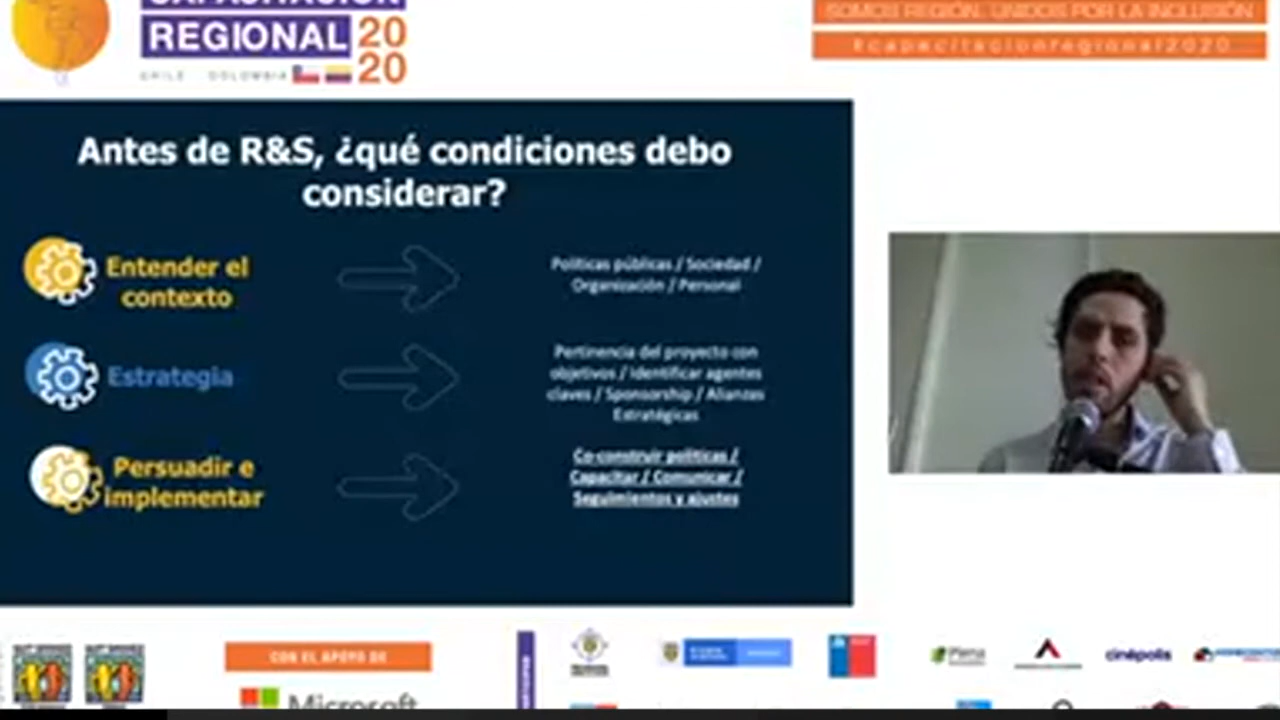 CAPACITACIÓN
REGIONAL 20
20
CHILE COLOMBIA
SOMOS REGIÓN, UNIDOS POR LA INCLUSIÓN
#capacitacionregional2020
Antes de R&S, ¿qué condiciones debo
considerar?
Entender el
contexto
Políticas públicas / Sociedad /
Organización / Personal
Estrategia
Pertinencia del proyecto con
objetivos / Identificar agentes
claves / Sponsorship / Alianzas
Estratégicas
Persuadir e
implementar
Co-construir políticas /
Capacitar / Comunicar /
Seguimientos y ajustes
CON EL APOYO DE
Microsoft
Plena
cinépolis